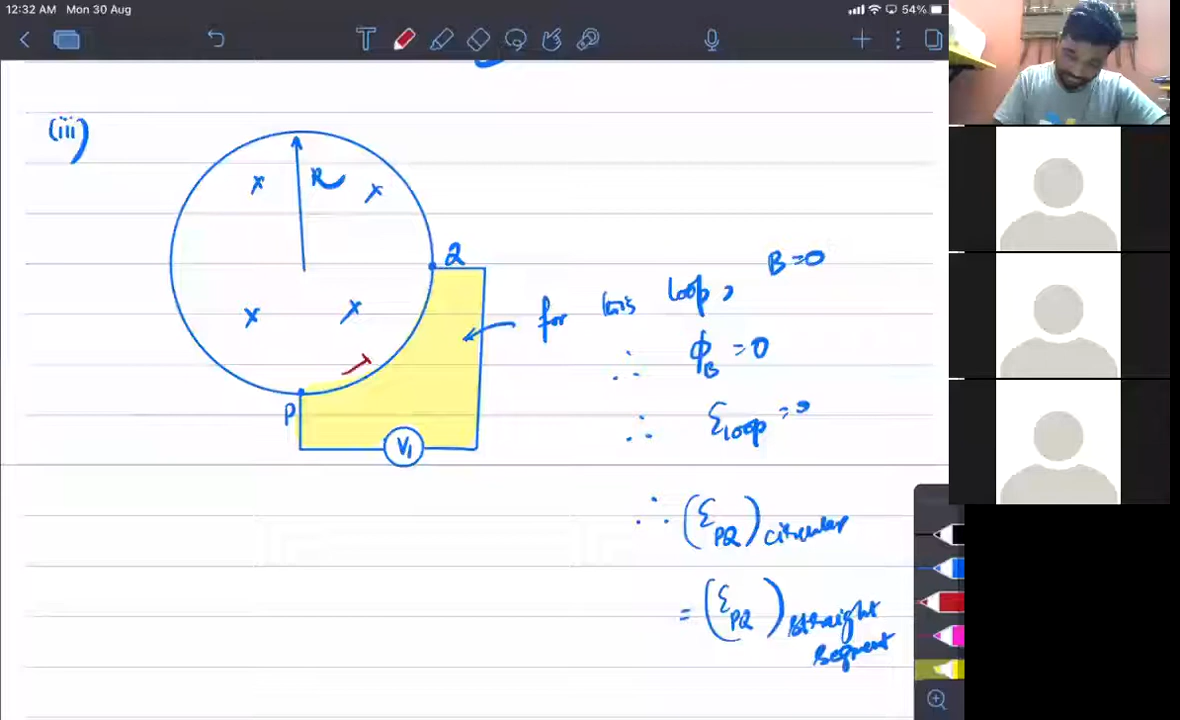 12:32 AM Mon 30 Aug
54%
T
(iii)
R
x x
Q
B=0
for this loop,
x x
∴ ϕB =0
P
V1
∴ εloop =0
∴ (εPQ)circular
= (εPQ)straight
segment